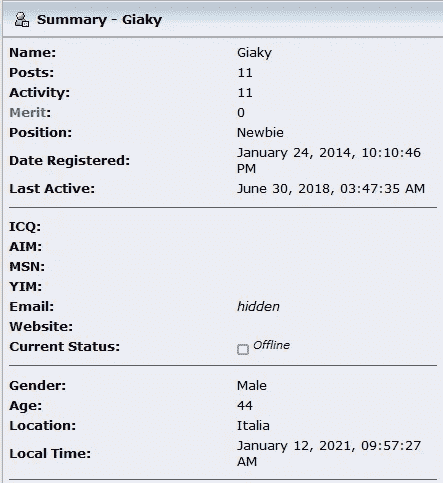 Summary - Giaky
Name: Giaky
Posts: 11
Activity: 11
Merit: 0
Position: Newbie
Date Registered: January 24, 2014, 10:10:46
PM
Last Active: June 30, 2018, 03:47:35 AM
ICQ:
AIM:
MSN:
YIM:
Email: hidden
Website:
Current Status: Offline
Gender: Male
Age: 44
Location: Italia
Local Time: January 12, 2021, 09:57:27
AM